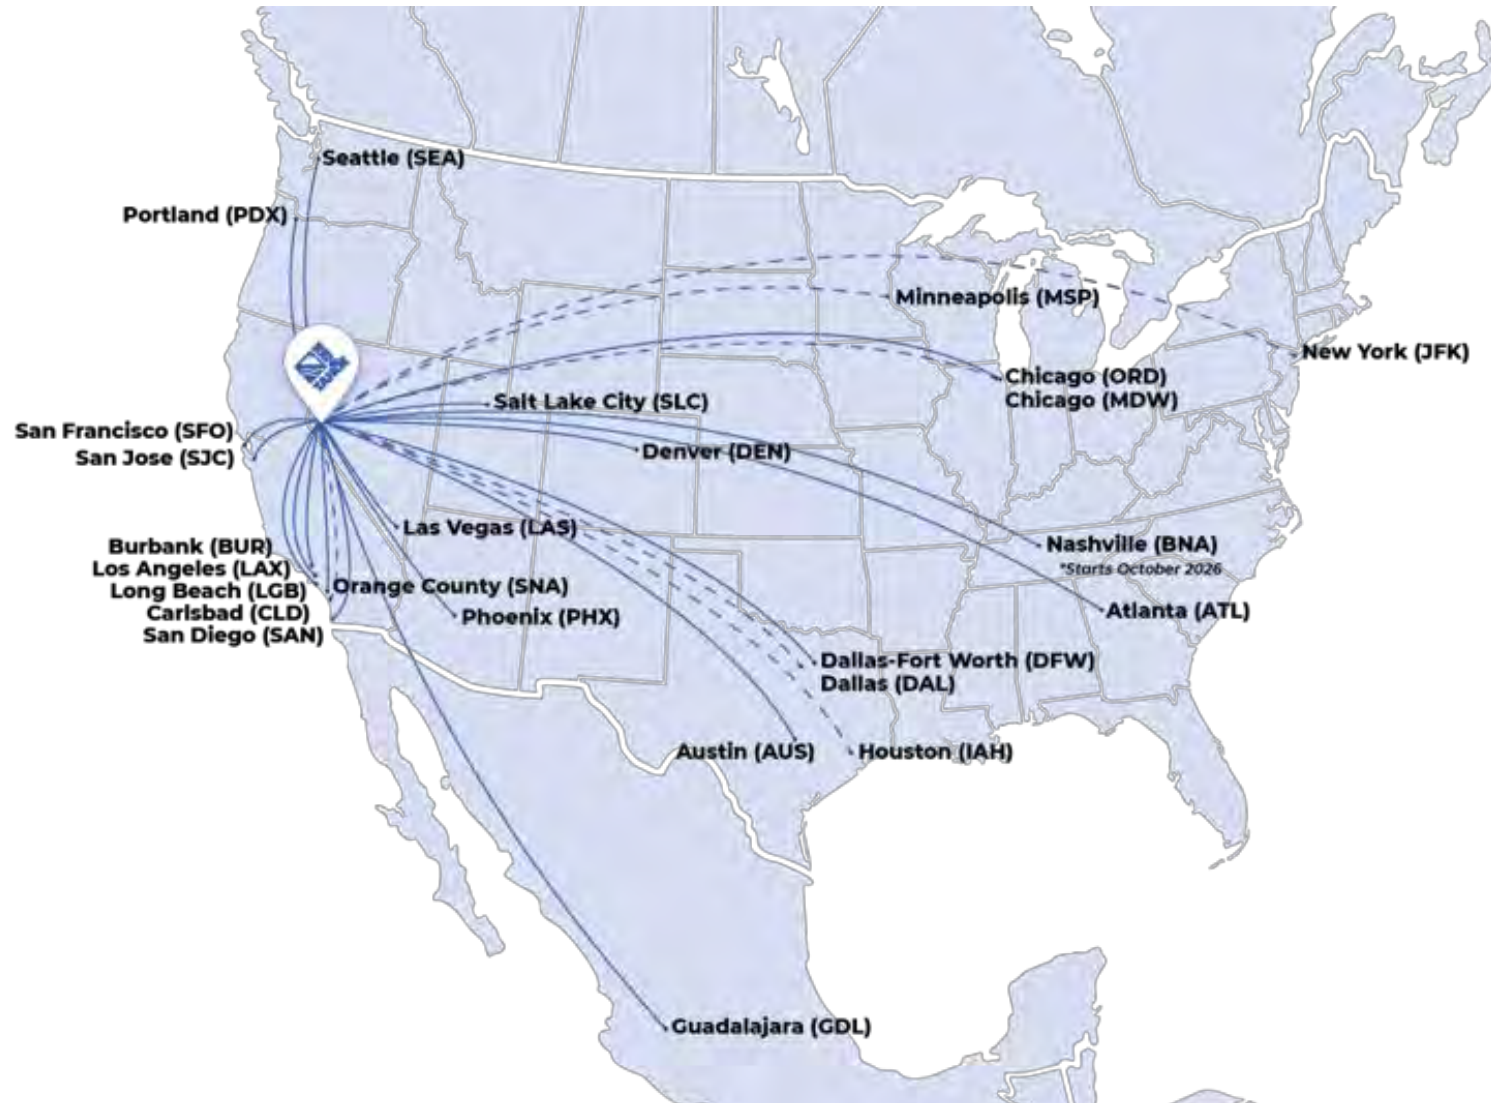 Seattle (SEA)
Portland (PDX)
Minneapolis (MSP)
New York (JFK)
Chicago (ORD)
Chicago (MDW)
Salt Lake City (SLC)
San Francisco (SFO)
San Jose (SJC)
Denver (DEN)
Las Vegas (LAS)
Burbank (BUR)
Los Angeles (LAX)
Long Beach (LGB)
Carlsbad (CLD)
San Diego (SAN)
Orange County (SNA)
Phoenix (PHX)
Nashville (BNA)
*Starts October 2026
Atlanta (ATL)
Dallas-Fort Worth (DFW)
Dallas (DAL)
Austin (AUS)
Houston (IAH)
Guadalajara (GDL)